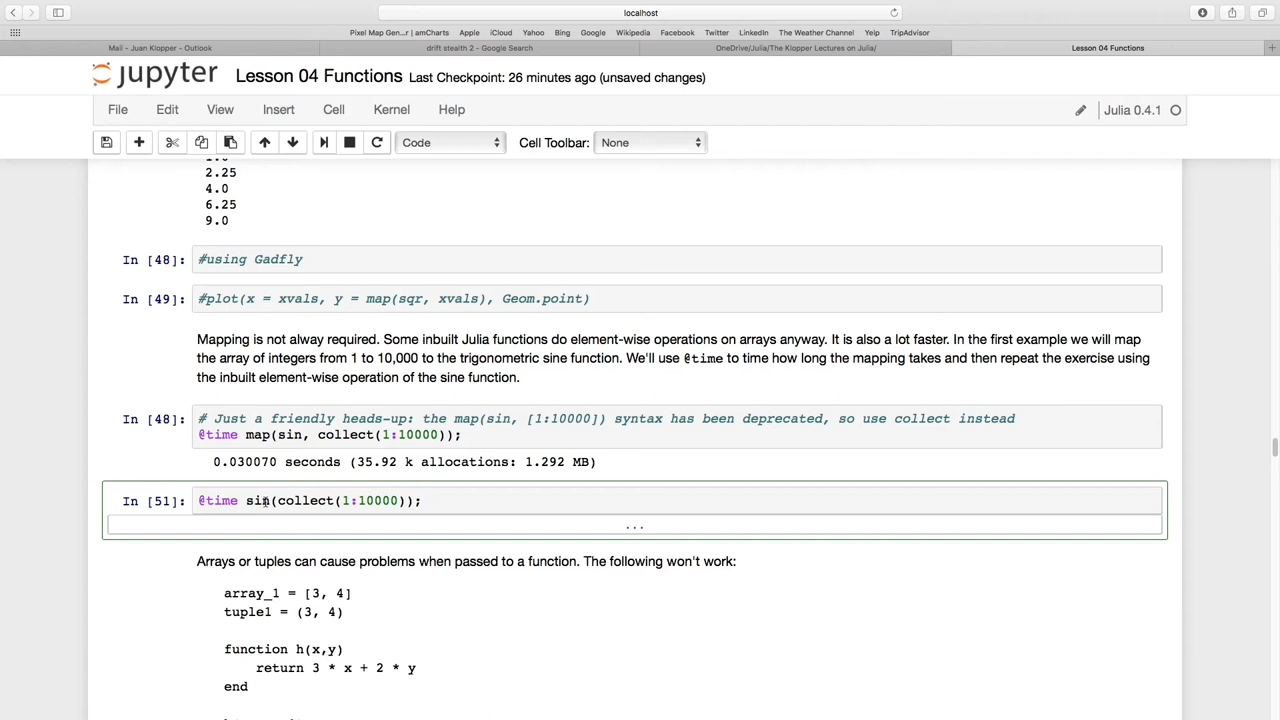 localhost
Pixel Map Gen...r | amCharts Apple iCloud Yahoo Bing Google Wikipedia Facebook Twitter LinkedIn The Weather Channel Yelp TripAdvisor
Mail - Juan Klopper - Outlook drift stealth 2 - Google Search OneDrive/Julia/The Klopper Lectures on Julia/ Lesson 04 Functions
jupyter Lesson 04 Functions Last Checkpoint: 26 minutes ago (unsaved changes)
File Edit View Insert Cell Kernel Help Julia 0.4.1
Code Cell Toolbar: None
2.25
4.0
6.25
9.0
In [48]: #using Gadfly
In [49]: #plot(x = xvals, y = map(sqr, xvals), Geom.point)
Mapping is not alway required. Some inbuilt Julia functions do element-wise operations on arrays anyway. It is also a lot faster. In the first example we will map
the array of integers from 1 to 10,000 to the trigonometric sine function. We'll use @time to time how long the mapping takes and then repeat the exercise using
the inbuilt element-wise operation of the sine function.
In [48]: # Just a friendly heads-up: the map(sin, [1:10000]) syntax has been deprecated, so use collect instead
@time map(sin, collect(1:10000));
0.030070 seconds (35.92 k allocations: 1.292 MB)
In [51]: @time sin(collect(1:10000));
...
Arrays or tuples can cause problems when passed to a function. The following won't work:
array_1 = [3, 4]
tuple1 = (3, 4)
function h(x,y)
return 3 * x + 2 * y
end